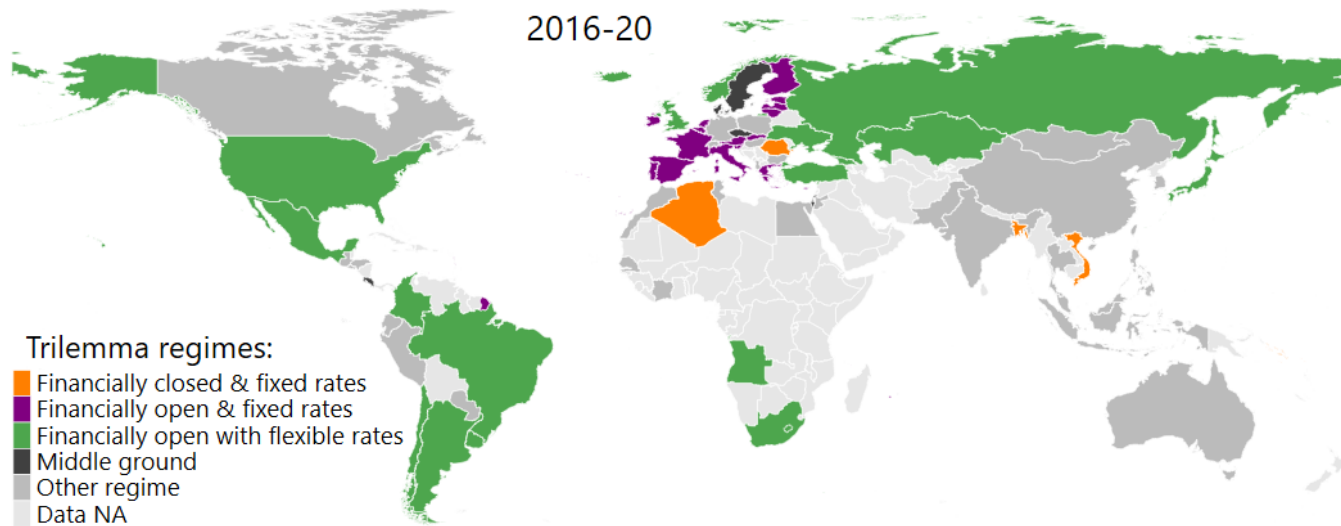 2016-20
Trilemma regimes:
Financially closed & fixed rates
Financially open & fixed rates
Financially open with flexible rates
Middle ground
Other regime
Data NA